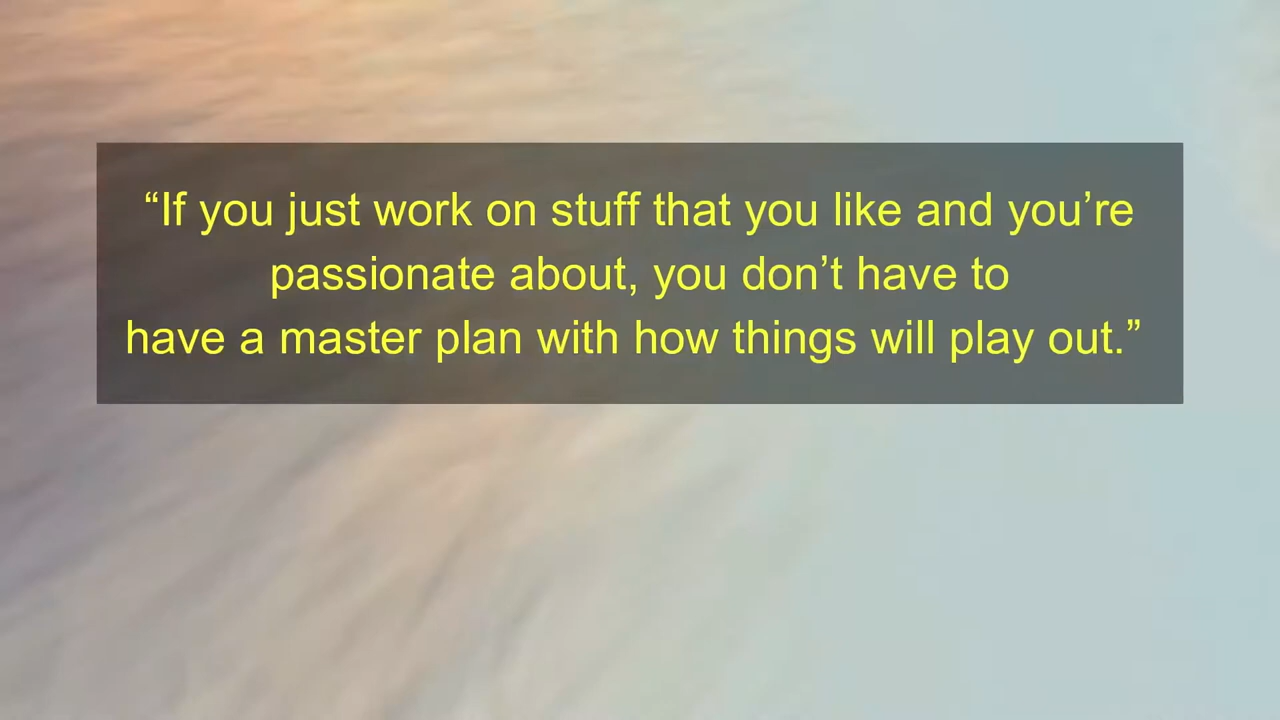 “If you just work on stuff that you like and you’re
passionate about, you don’t have to
have a master plan with how things will play out.”